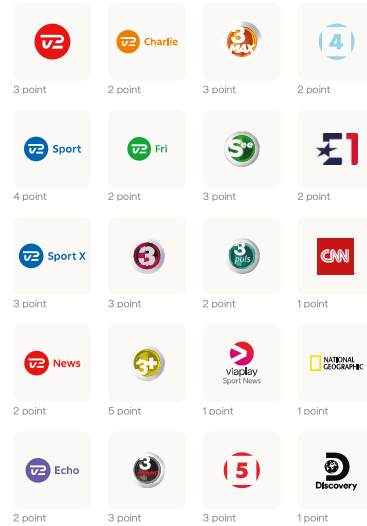 TV2
TV2 Charlie
3 MAX
4
3 point
2 point
3 point
2 point
TV2 Sport
TV2 Fri
See
E1
4 point
2 point
3 point
2 point
TV2 Sport X
3
3 puls
CNN
3 point
3 point
2 point
1 point
TV2 News
3+
viaplay
Sport News
NATIONAL
GEOGRAPHIC
2 point
5 point
1 point
1 point
TV2 Echo
3
5
Discovery
2 point
3 point
3 point
1 point